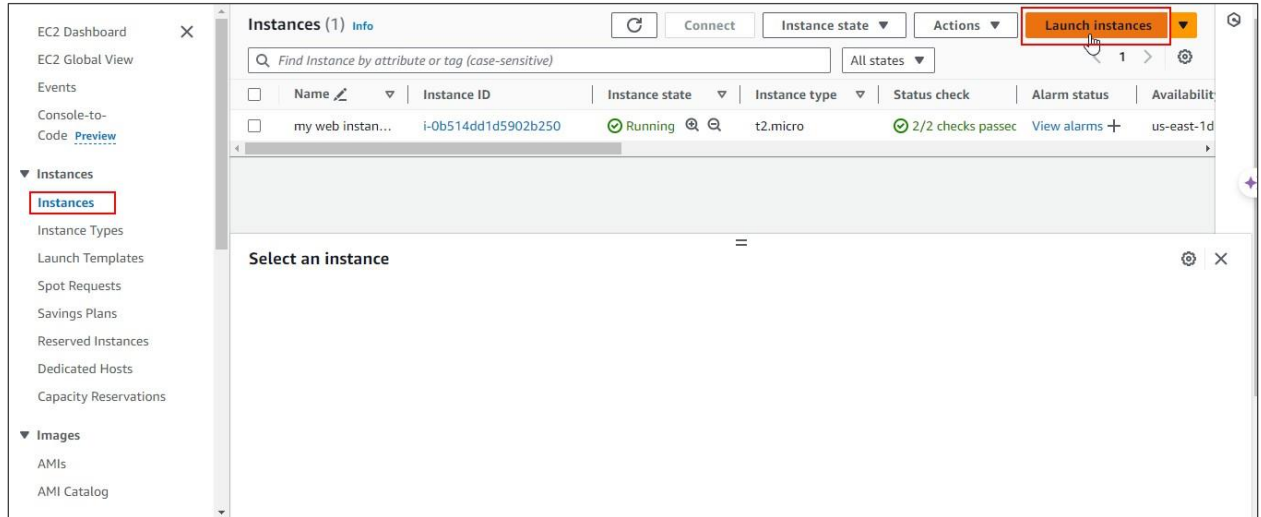 EC2 Dashboard
EC2 Global View
Events
Console-to-
Code Preview
Instances
Instances
Instance Types
Launch Templates
Spot Requests
Savings Plans
Reserved Instances
Dedicated Hosts
Capacity Reservations
Images
AMIs
AMI Catalog
Instances (1) Info
Connect
Instance state
Actions
Launch instances
Find Instance by attribute or tag (case-sensitive)
All states
1
Name Instance ID Instance state Instance type Status check Alarm status Availabilit
my web instan... i-0b514dd1d5902b250 Running t2.micro 2/2 checks passec View alarms + us-east-1d
Select an instance